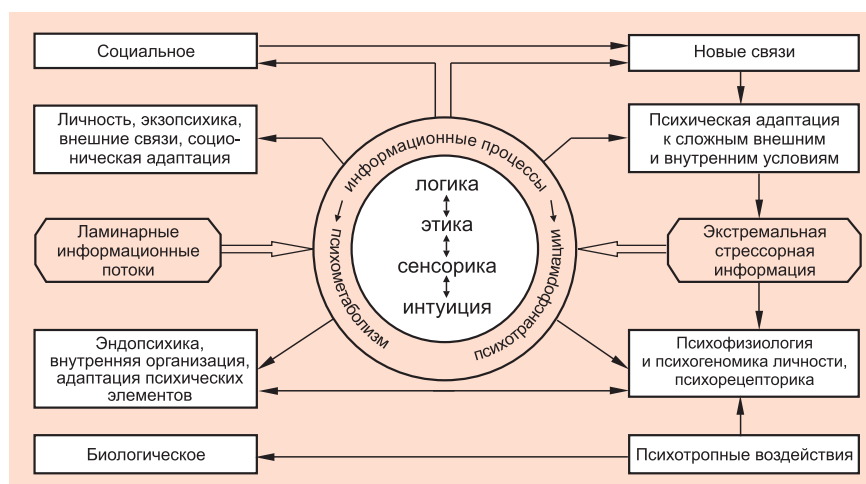 Социальное
Новые связи
Личность, экзопсихика,
внешние связи, социо-
ническая адаптация
Психическая адаптация
к сложным внешним
и внутренним условиям
информационные процессы
логика
этика
сенсорика
интуиция
психометаболизм
психотрансформации
Ламинарные
информационные
потоки
Экстремальная
стрессорная
информация
Эндопсихика,
внутренняя организация,
адаптация психических
элементов
Психофизиология
и психогеномика личности,
психорецепторика
Биологическое
Психотропные воздействия